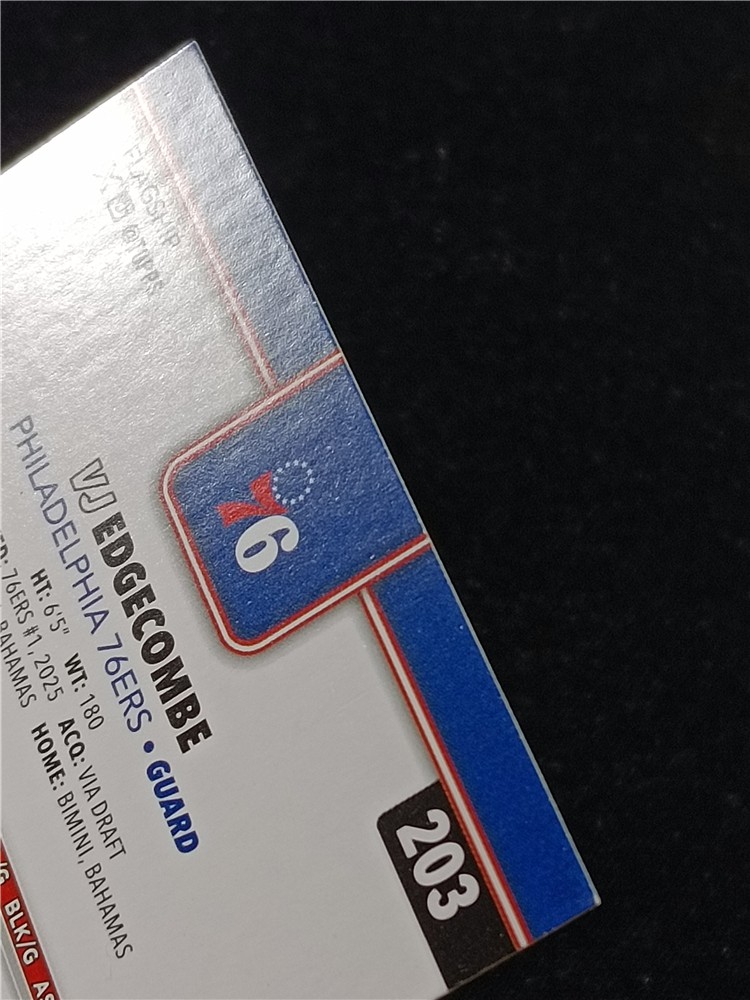 FLAGSHIP
@TOPPS
76
203
VJ EDGECOMBE
PHILADELPHIA 76ERS • GUARD
HT: 6'5" WT: 180 ACQ: VIA DRAFT
76ERS #1, 2025 HOME: BIMINI, BAHAMAS
BAHAMAS
BLK/G